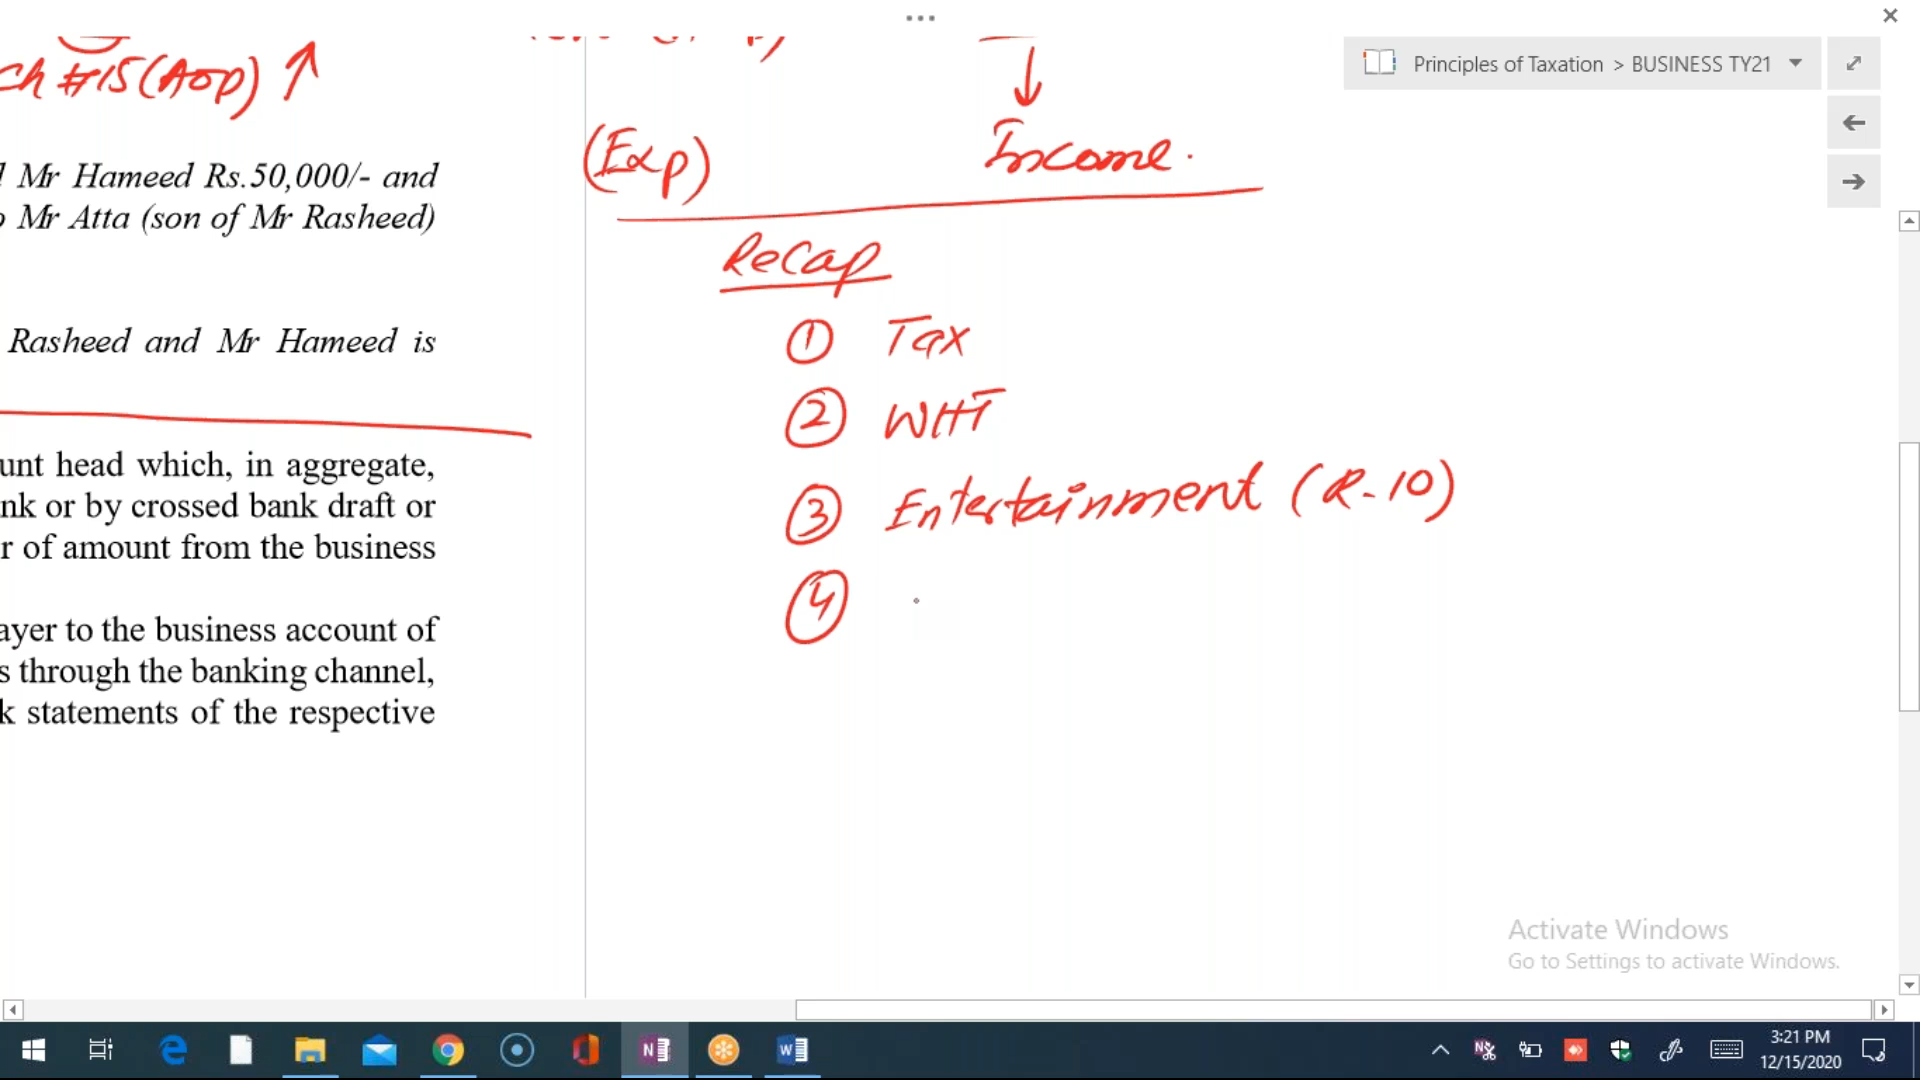 Principles of Taxation > BUSINESS TY21
Ch #15(AOP) ↑
(Exp)
Income.
Mr Hameed Rs.50,000/- and
Mr Atta (son of Mr Rasheed)
Rasheed and Mr Hameed is
head which, in aggregate,
or by crossed bank draft or
of amount from the business
to the business account of
through the banking channel,
statements of the respective
ReCap
① Tax
② WHT
③ Entertainment (R-10)
④
Activate Windows
Go to Settings to activate Windows.
3:21 PM
12/15/2020